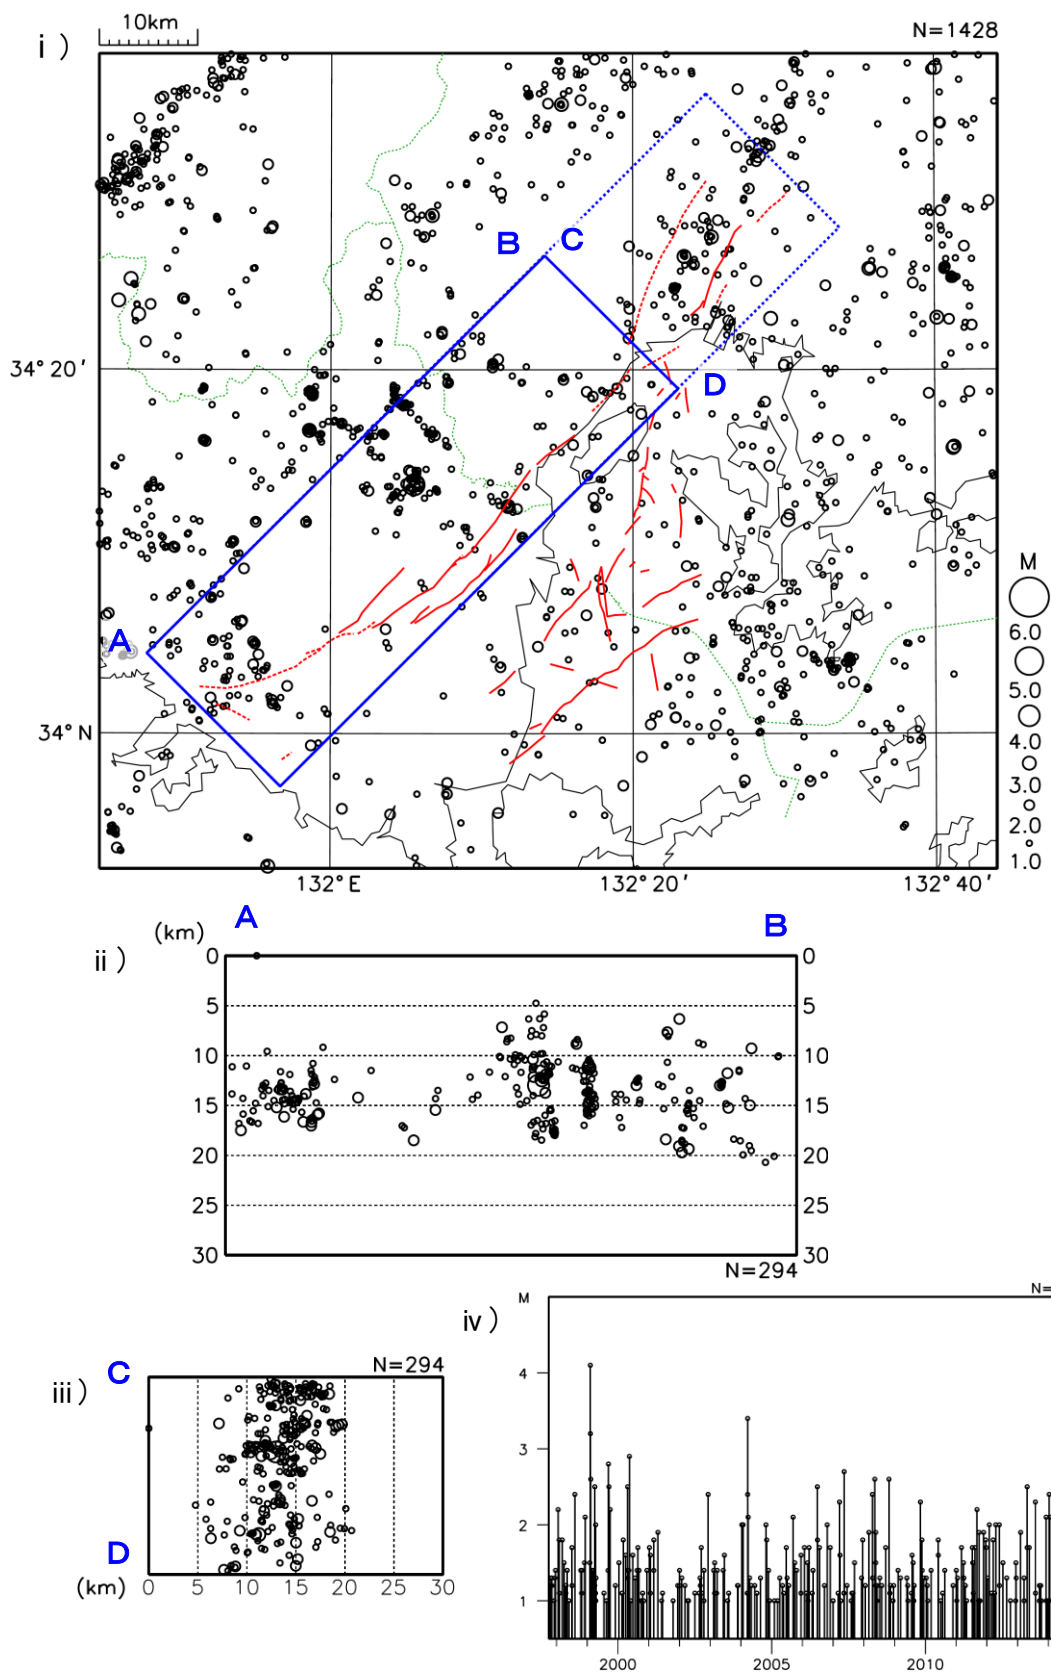 10km
N=1428
i )
B C
34° 20′
D
A
34° N
M
6.0
5.0
4.0
3.0
2.0
1.0
132° E
132° 20′
132° 40′
A
B
(km)
ii )
0 0
5 5
10 10
15 15
20 20
25 25
30 30
N=294
C
N=294
iii )
D
(km)
0 5 10 15 20 25 30
iv )
M
N=
4
3
2
1
2000 2005 2010